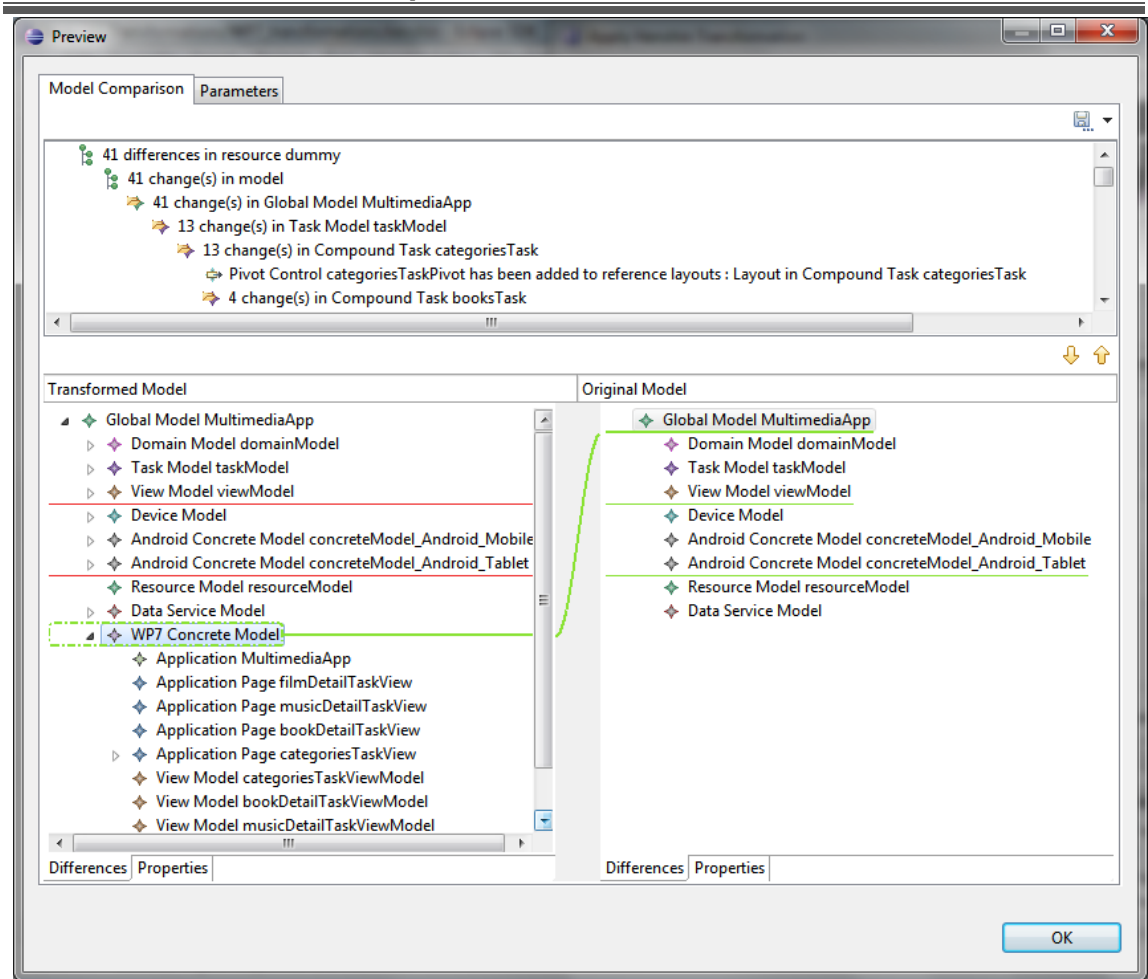 Preview
Model Comparison Parameters
41 differences in resource dummy
41 change(s) in model
41 change(s) in Global Model MultimediaApp
13 change(s) in Task Model taskModel
13 change(s) in Compound Task categoriesTask
Pivot Control categoriesTaskPivot has been added to reference layouts : Layout in Compound Task categoriesTask
4 change(s) in Compound Task booksTask
Transformed Model
Original Model
Global Model MultimediaApp
Domain Model domainModel
Task Model taskModel
View Model viewModel
Device Model
Android Concrete Model concreteModel_Android_Mobile
Android Concrete Model concreteModel_Android_Tablet
Resource Model resourceModel
Data Service Model
WP7 Concrete Model
Application MultimediaApp
Application Page filmDetailTaskView
Application Page musicDetailTaskView
Application Page bookDetailTaskView
Application Page categoriesTaskView
View Model categoriesTaskViewModel
View Model bookDetailTaskViewModel
View Model musicDetailTaskViewModel
Differences Properties
Global Model MultimediaApp
Domain Model domainModel
Task Model taskModel
View Model viewModel
Device Model
Android Concrete Model concreteModel_Android_Mobile
Android Concrete Model concreteModel_Android_Tablet
Resource Model resourceModel
Data Service Model
Differences Properties
OK